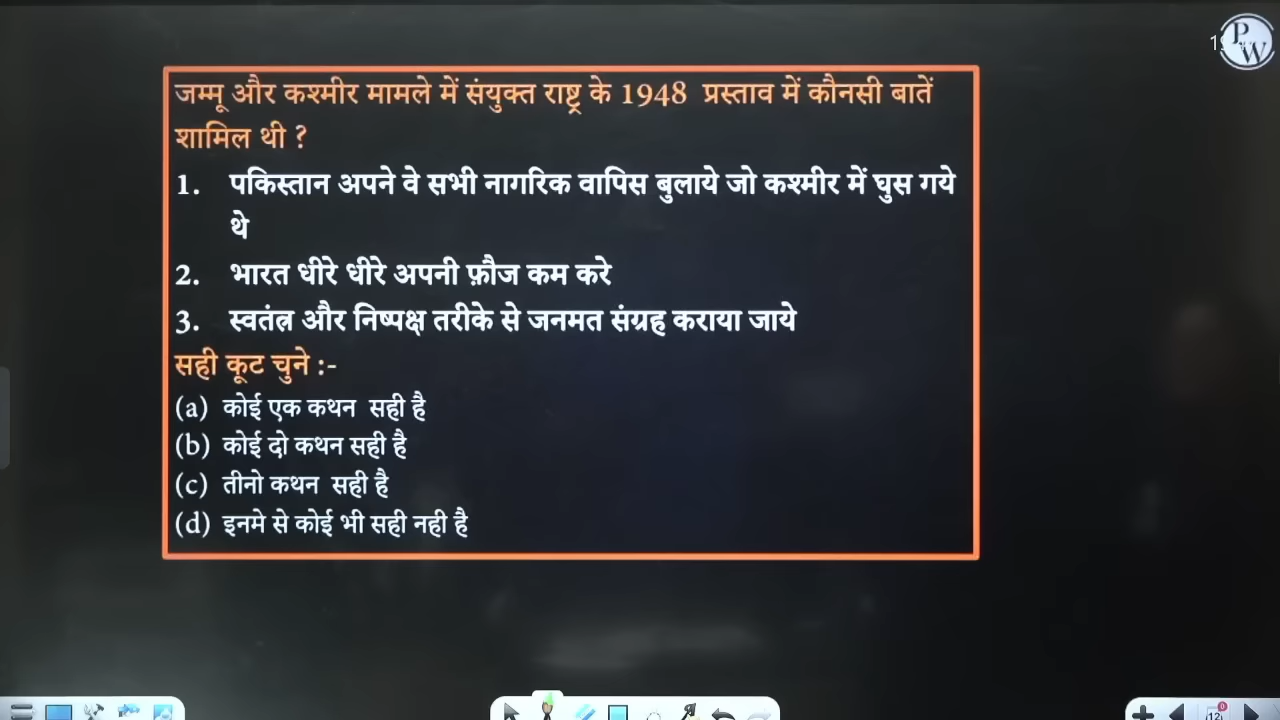 PW
जम्मू और कश्मीर मामले में संयुक्त राष्ट्र के 1948 प्रस्ताव में कौनसी बातें
शामिल थी ?
1. पकिस्तान अपने वे सभी नागरिक वापिस बुलाये जो कश्मीर में घुस गये
थे
2. भारत धीरे धीरे अपनी फ़ौज कम करे
3. स्वतंत्र और निष्पक्ष तरीके से जनमत संग्रह कराया जाये
सही कूट चुने :-
(a) कोई एक कथन सही है
(b) कोई दो कथन सही है
(c) तीनो कथन सही है
(d) इनमे से कोई भी सही नही है
12